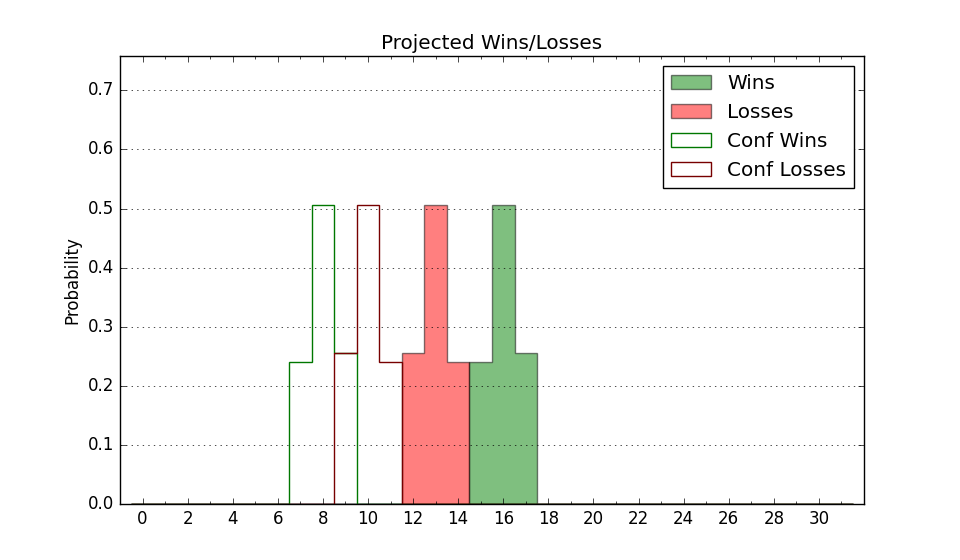 Projected Wins/Losses
Wins
Losses
Conf Wins
Conf Losses
Probability
0.7
0.6
0.5
0.4
0.3
0.2
0.1
0.0
0 2 4 6 8 10 12 14 16 18 20 22 24 26 28 30